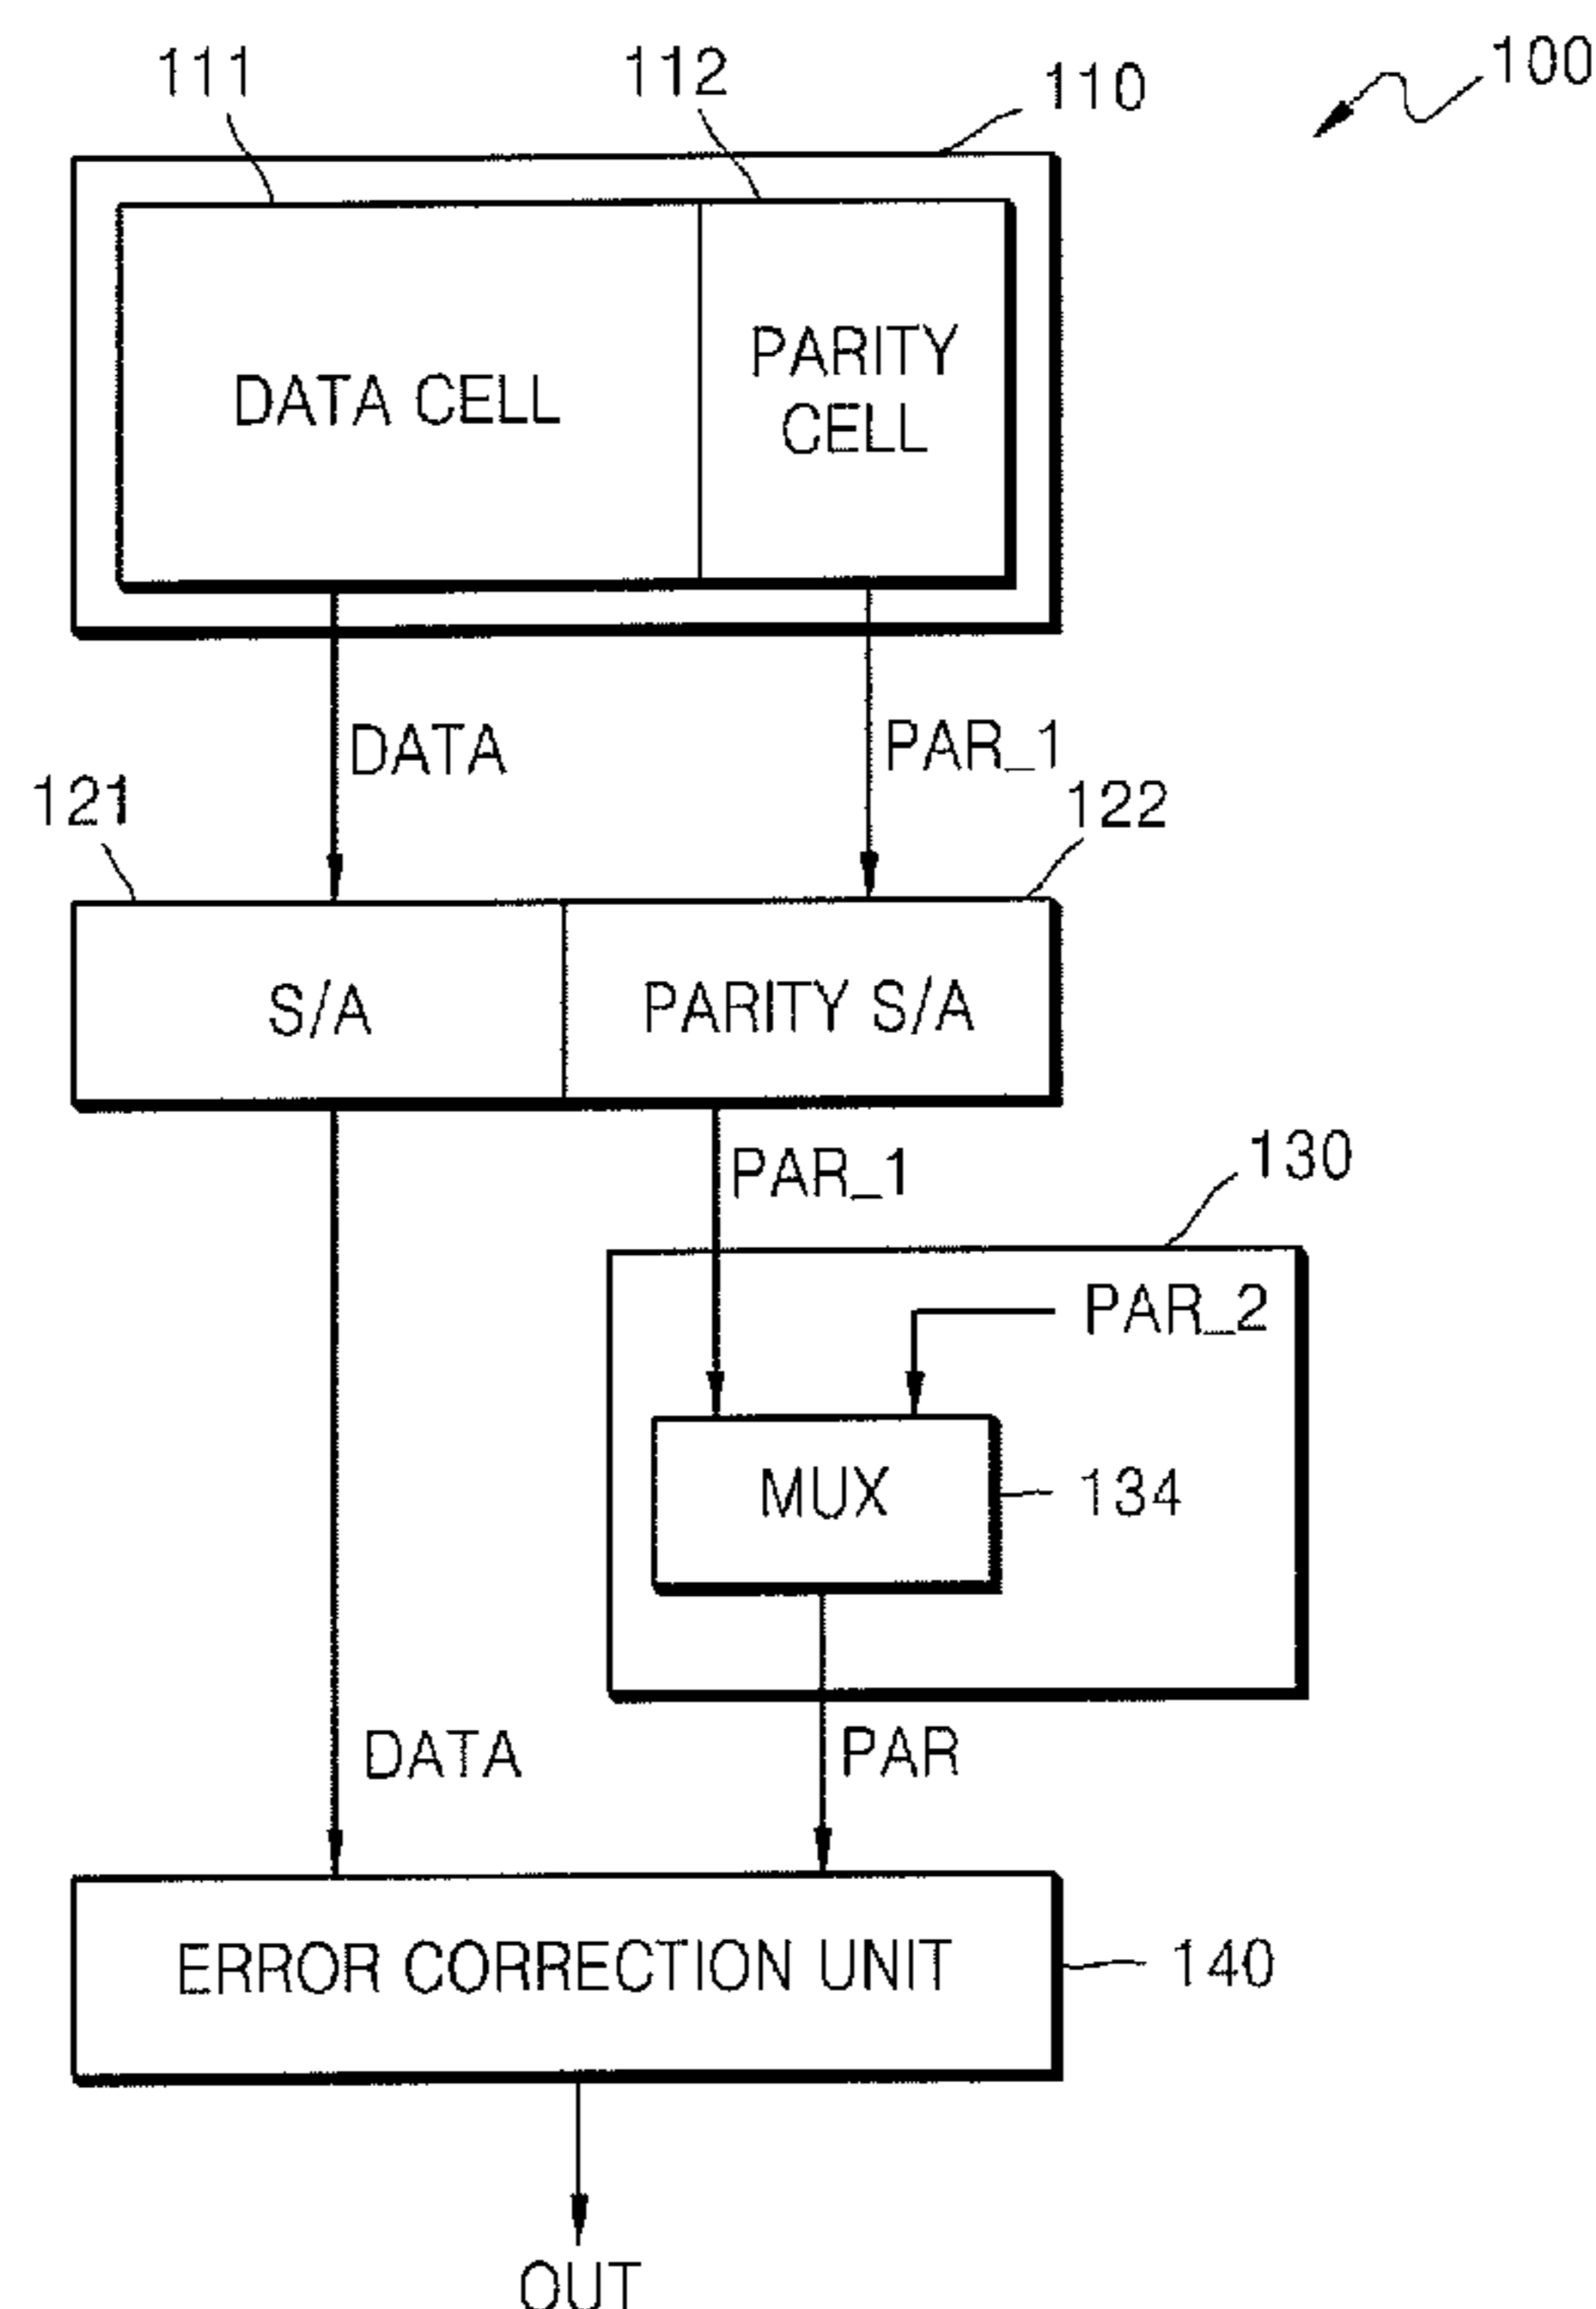 111
112
110
100
DATA CELL
PARITY
CELL
DATA
PAR_1
121
122
S/A
PARITY S/A
PAR_1
130
PAR_2
MUX
134
DATA
PAR
ERROR CORRECTION UNIT
140
OUT